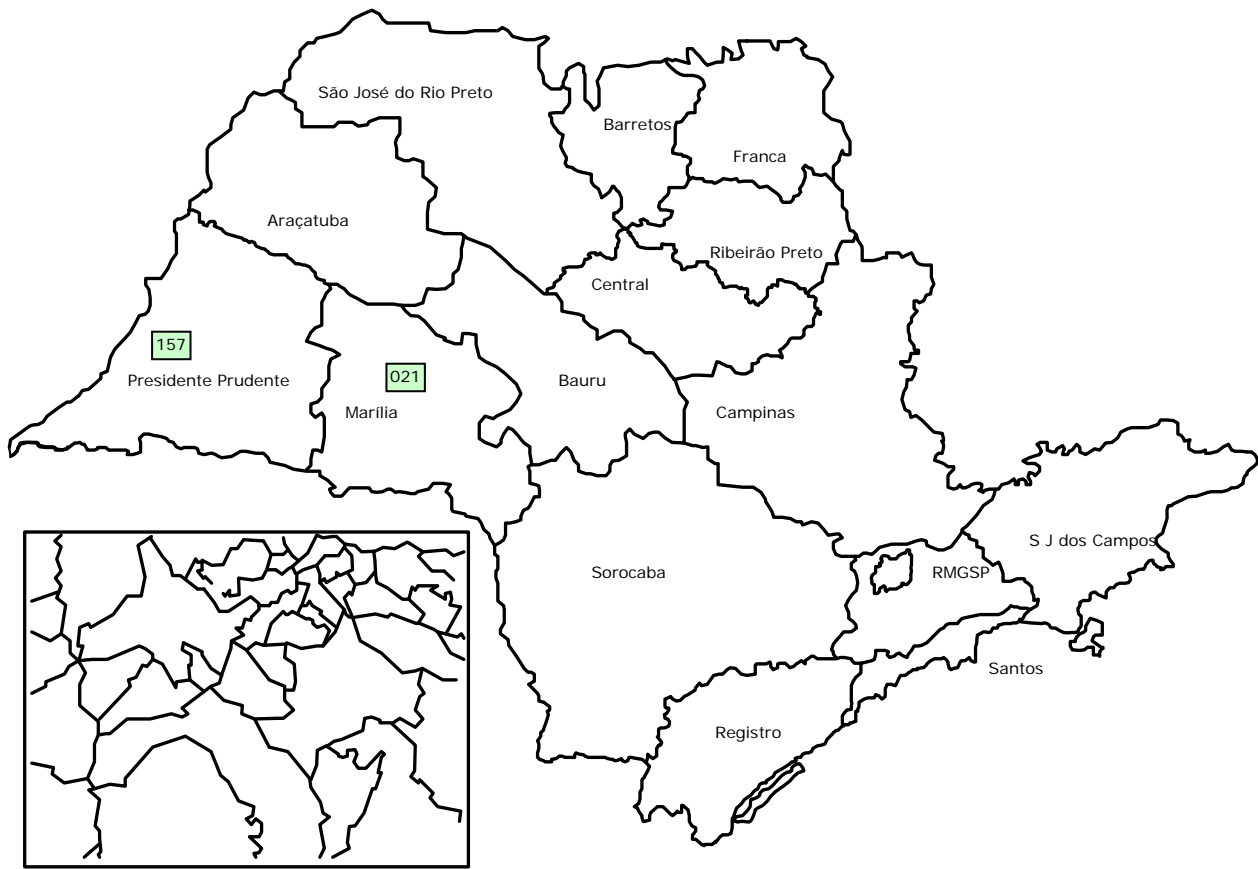 São José do Rio Preto
Barretos
Franca
Araçatuba
Ribeirão Preto
Central
157
Presidente Prudente
021
Marília
Bauru
Campinas
S J dos Campos
Sorocaba
RMGSP
Santos
Registro